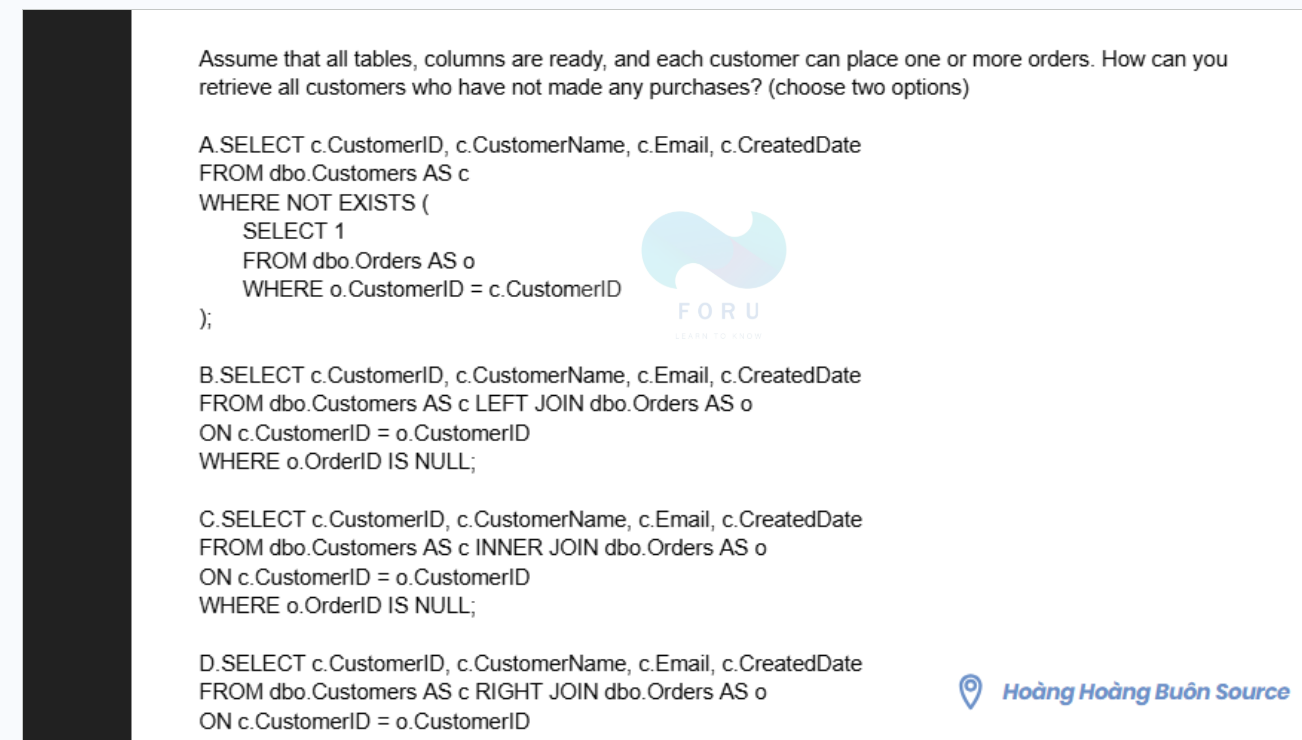 Assume that all tables, columns are ready, and each customer can place one or more orders. How can you
retrieve all customers who have not made any purchases? (choose two options)
A.SELECT c.CustomerID, c.CustomerName, c.Email, c.CreatedDate
FROM dbo.Customers AS c
WHERE NOT EXISTS (
SELECT 1
FROM dbo.Orders AS o
WHERE o.CustomerID = c.CustomerID
);
FORU
LEARN TO KNOW
B.SELECT c.CustomerID, c.CustomerName, c.Email, c.CreatedDate
FROM dbo.Customers AS c LEFT JOIN dbo.Orders AS o
ON c.CustomerID = o.CustomerID
WHERE o.OrderID IS NULL;
C.SELECT c.CustomerID, c.CustomerName, c.Email, c.CreatedDate
FROM dbo.Customers AS c INNER JOIN dbo.Orders AS o
ON c.CustomerID = o.CustomerID
WHERE o.OrderID IS NULL;
D.SELECT c.CustomerID, c.CustomerName, c.Email, c.CreatedDate
FROM dbo.Customers AS c RIGHT JOIN dbo.Orders AS o
ON c.CustomerID = o.CustomerID
Hoàng Hoàng Buôn Source